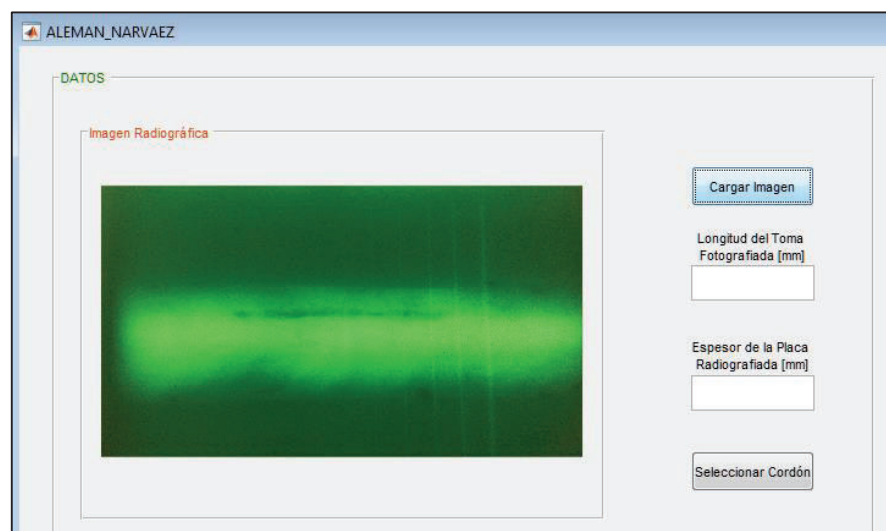 ALEMAN_NARVAEZ
DATOS
Imagen Radiográfica
Cargar Imagen
Longitud del Toma
Fotografiada [mm]
Espesor de la Placa
Radiografiada [mm]
Seleccionar Cordón